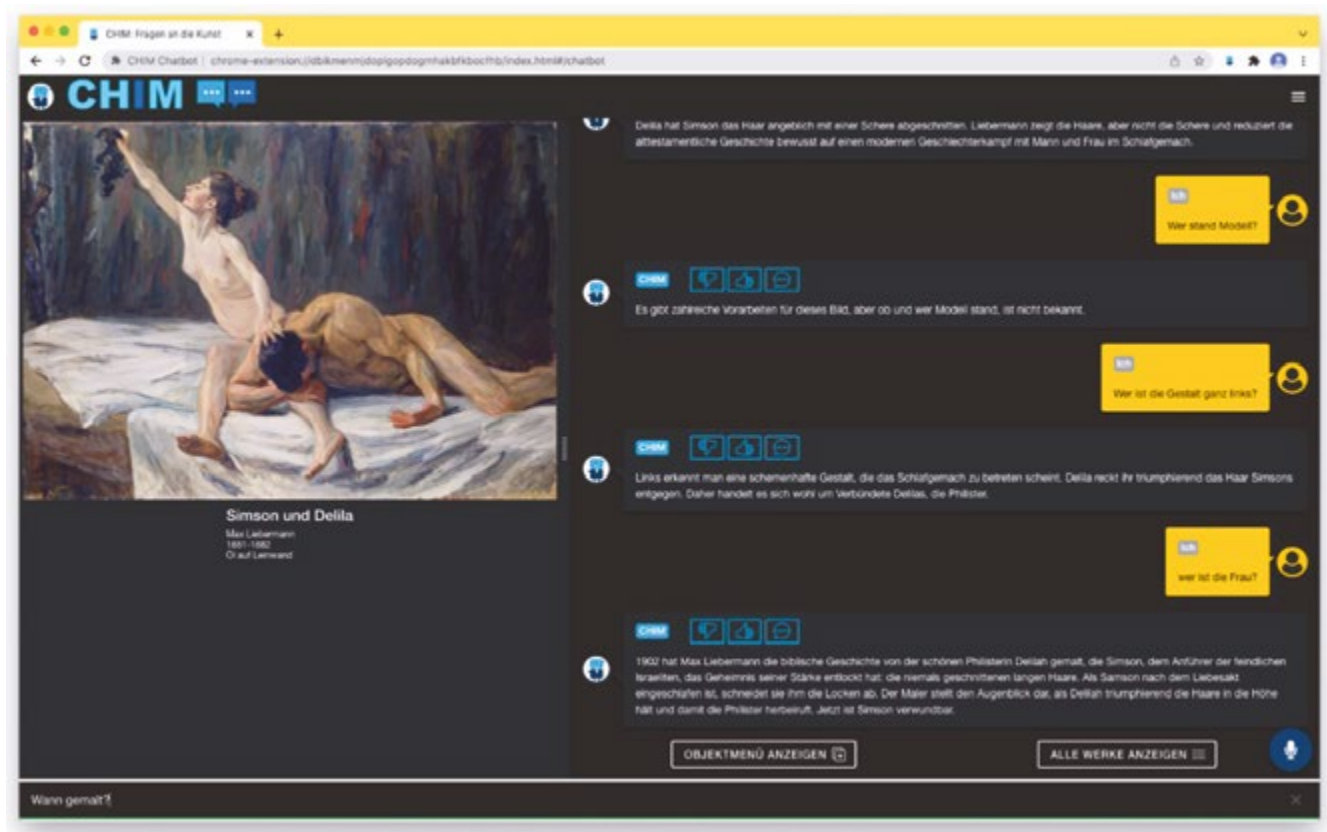 CHIM: Fragen an die Kunst
CHIM Chatbot | chrome-extension://
CHIM
Delila hat Simson das Haar angeblich mit einer Schere abgeschnitten. Liebermann zeigt die Haare, aber nicht die Schere und reduziert die
alttestamentliche Geschichte bewusst auf einen modernen Geschlechterkampf mit Mann und Frau im Schlafgemach.
Ich
Wer stand Modell?
CHIM
Es gibt zahlreiche Vorarbeiten für dieses Bild, aber ob und wer Modell stand, ist nicht bekannt.
Ich
Wer ist die Gestalt ganz links?
CHIM
Links erkennt man eine schemenhafte Gestalt, die das Schlafgemach zu betreten scheint. Delila reckt ihr triumphierend das Haar Simsons
entgegen. Daher handelt es sich wohl um Verbündete Delilas, die Philister.
Ich
wer ist die Frau?
CHIM
1902 hat Max Liebermann die biblische Geschichte von der schönen Philisterin Delilah gemalt, die Simson, dem Anführer der feindlichen
Israeliten, das Geheimnis seiner Stärke entlockt hat: die niemals geschnittenen langen Haare. Als Samson nach dem Liebesakt
eingeschlafen ist, schneidet sie ihm die Locken ab. Der Maler stellt den Augenblick dar, als Delilah triumphierend die Haare in die Höhe
hält und damit die Philister herbeiruft. Jetzt ist Simson verwundbar.
Simson und Delila
Max Liebermann
Öl auf Leinwand
OBJEKTMENÜ ANZEIGEN
ALLE WERKE ANZEIGEN
Wann gemalt?